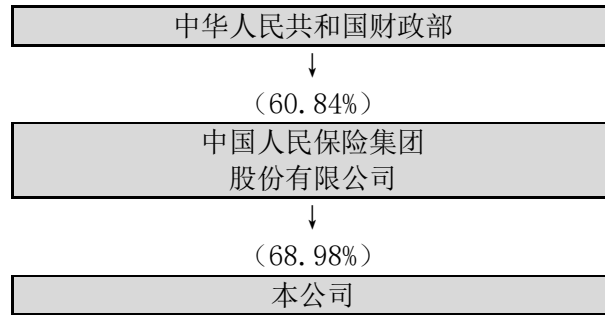 中华人民共和国财政部
↓
（60.84%）
中国人民保险集团
股份有限公司
↓
（68.98%）
本公司